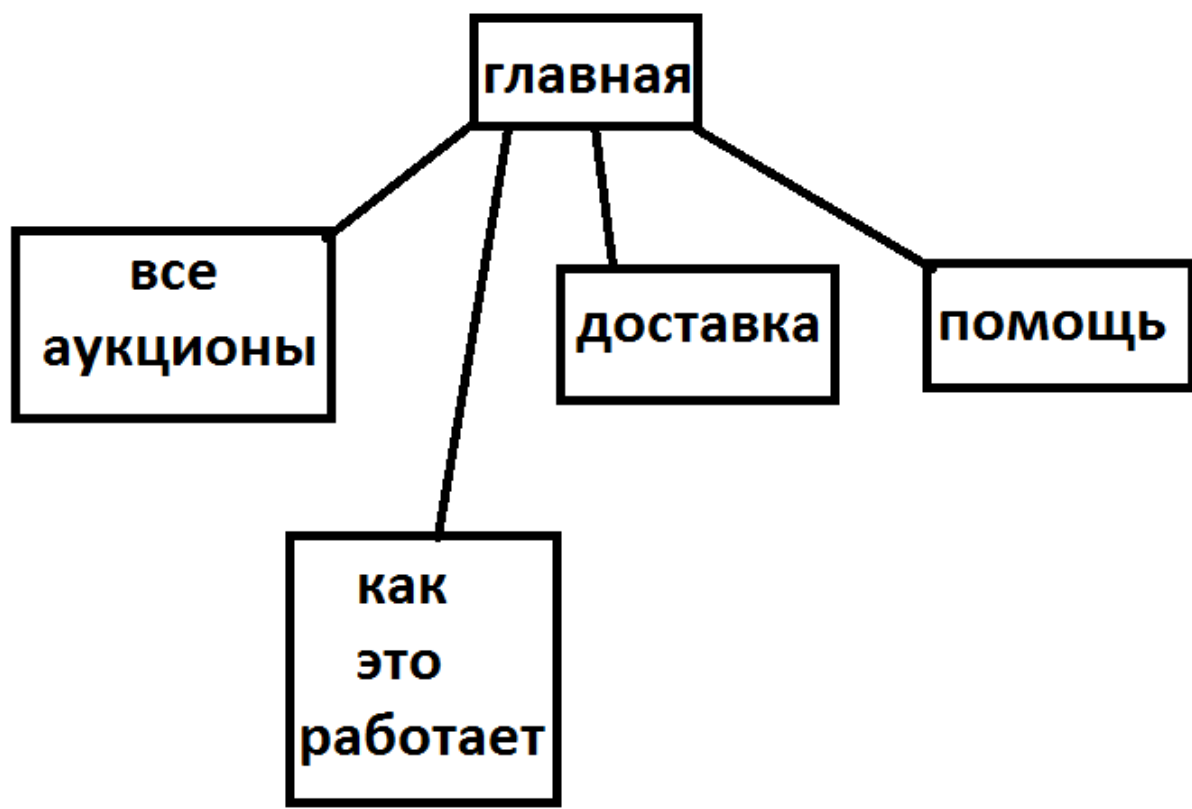 главная
все
аукционы
доставка
помощь
как
это
работает